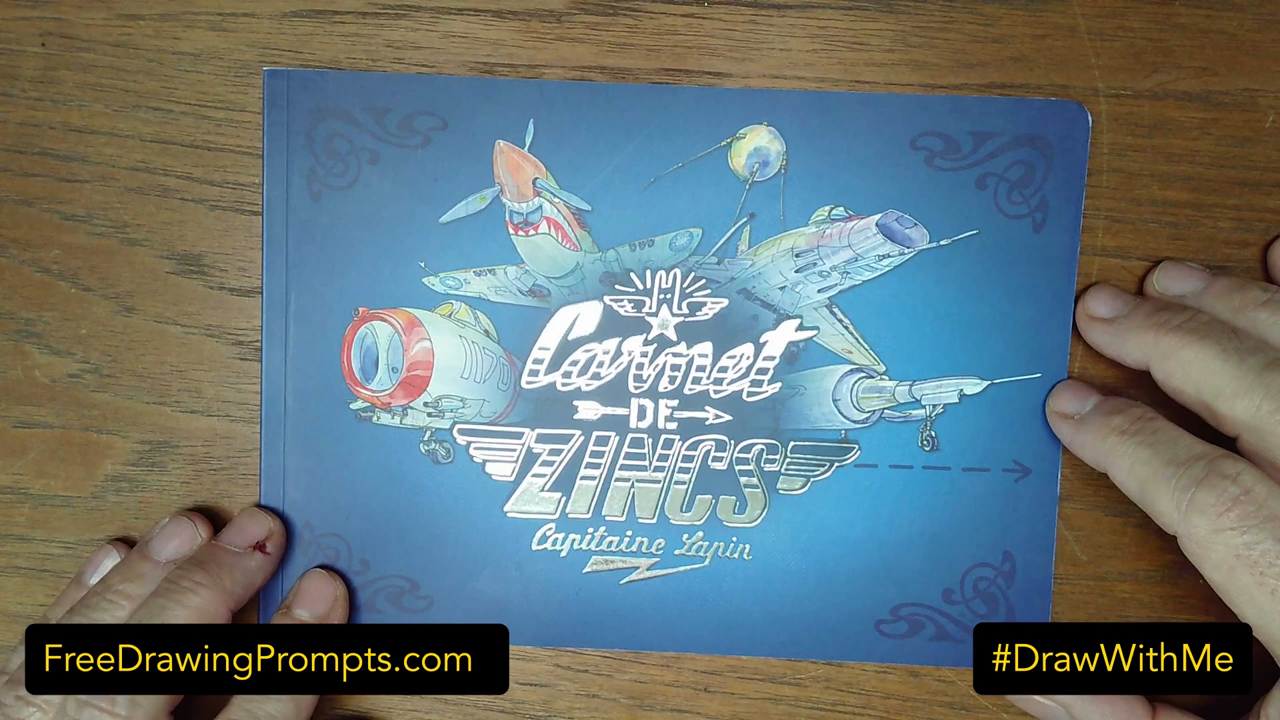 1170
Carnet
DE
ZINCS
Capitaine Lapin
FreeDrawingPrompts.com
#DrawWithMe